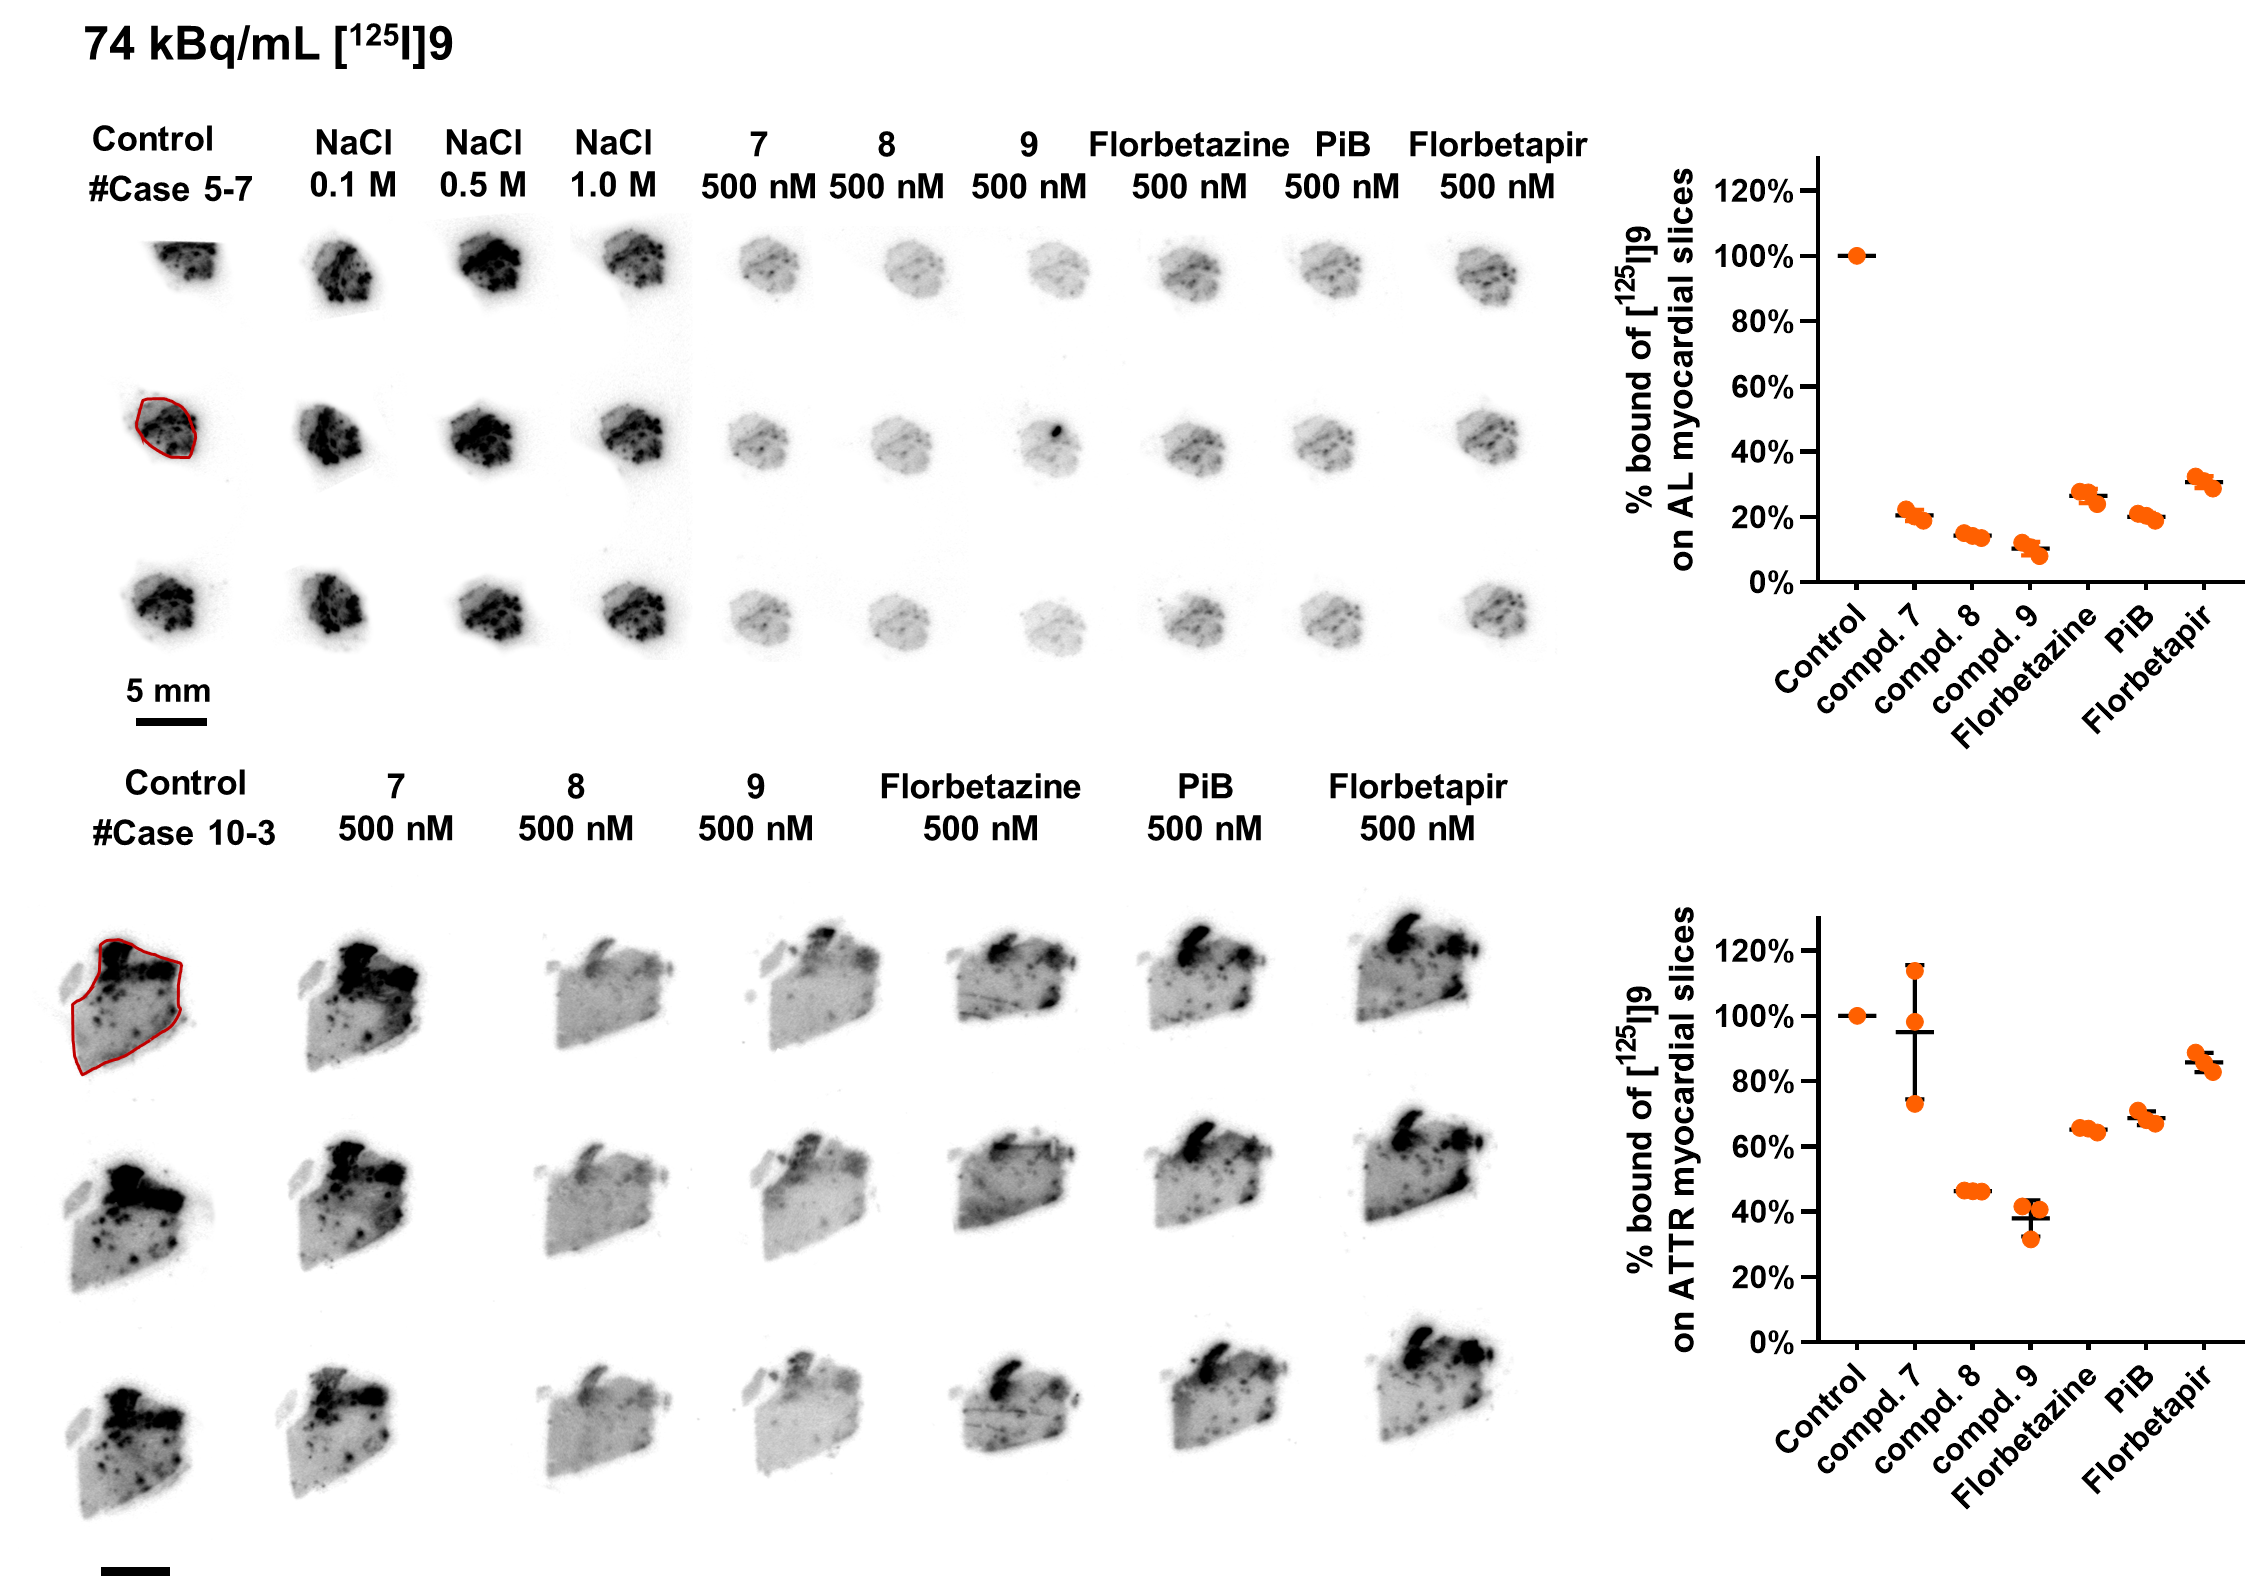 74 kBq/mL [¹²⁵I]9
Control
#Case 5-7
NaCl
0.1 M
NaCl
0.5 M
NaCl
1.0 M
7
500 nM
8
500 nM
9
500 nM
Florbetazine
500 nM
PiB
500 nM
Florbetapir
500 nM
5 mm
% bound of [¹²⁵I]9
on AL myocardial slices
120%
100%
80%
60%
40%
20%
0%
Control
compd. 7
compd. 8
compd. 9
Florbetazine
PiB
Florbetapir
Control
#Case 10-3
7
500 nM
8
500 nM
9
500 nM
Florbetazine
500 nM
PiB
500 nM
Florbetapir
500 nM
% bound of [¹²⁵I]9
on ATTR myocardial slices
120%
100%
80%
60%
40%
20%
0%
Control
compd. 7
compd. 8
compd. 9
Florbetazine
PiB
Florbetapir